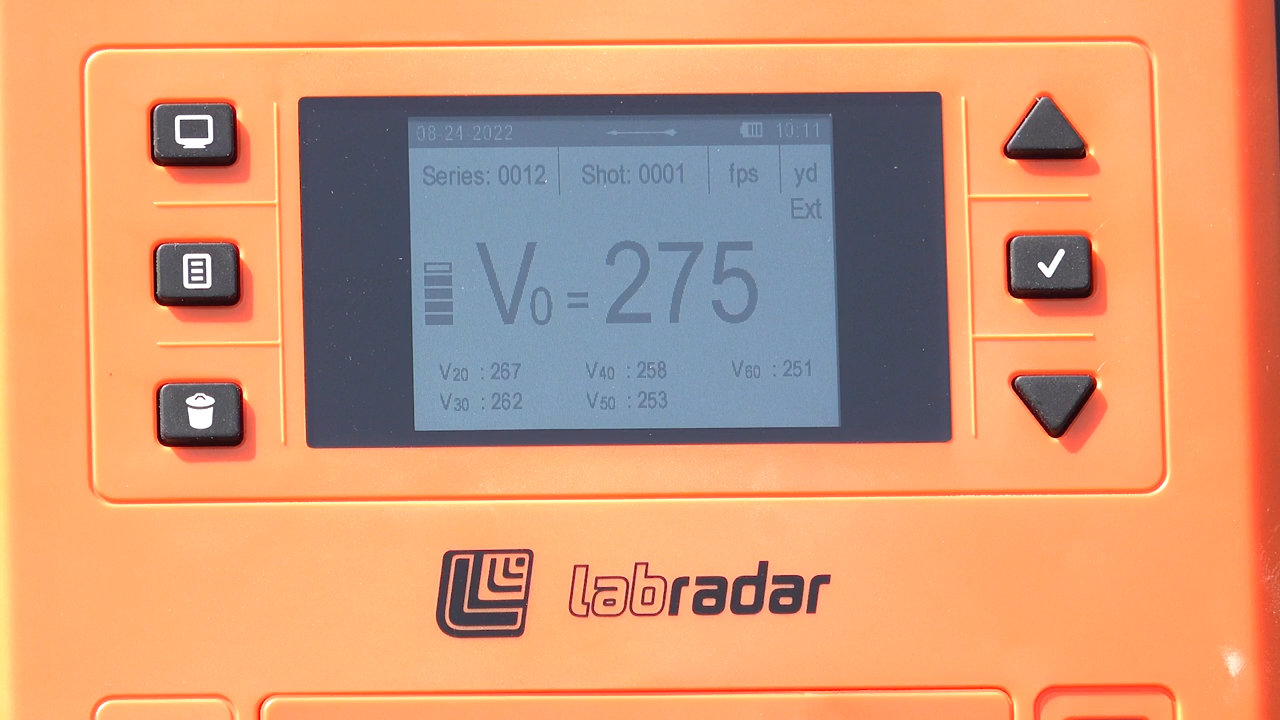 08-24-2022 10:11
Series: 0012 Shot: 0001 fps yd
Ext
V0 = 275
V20 : 267 V40 : 258 V60 : 251
V30 : 262 V50 : 253
labradar